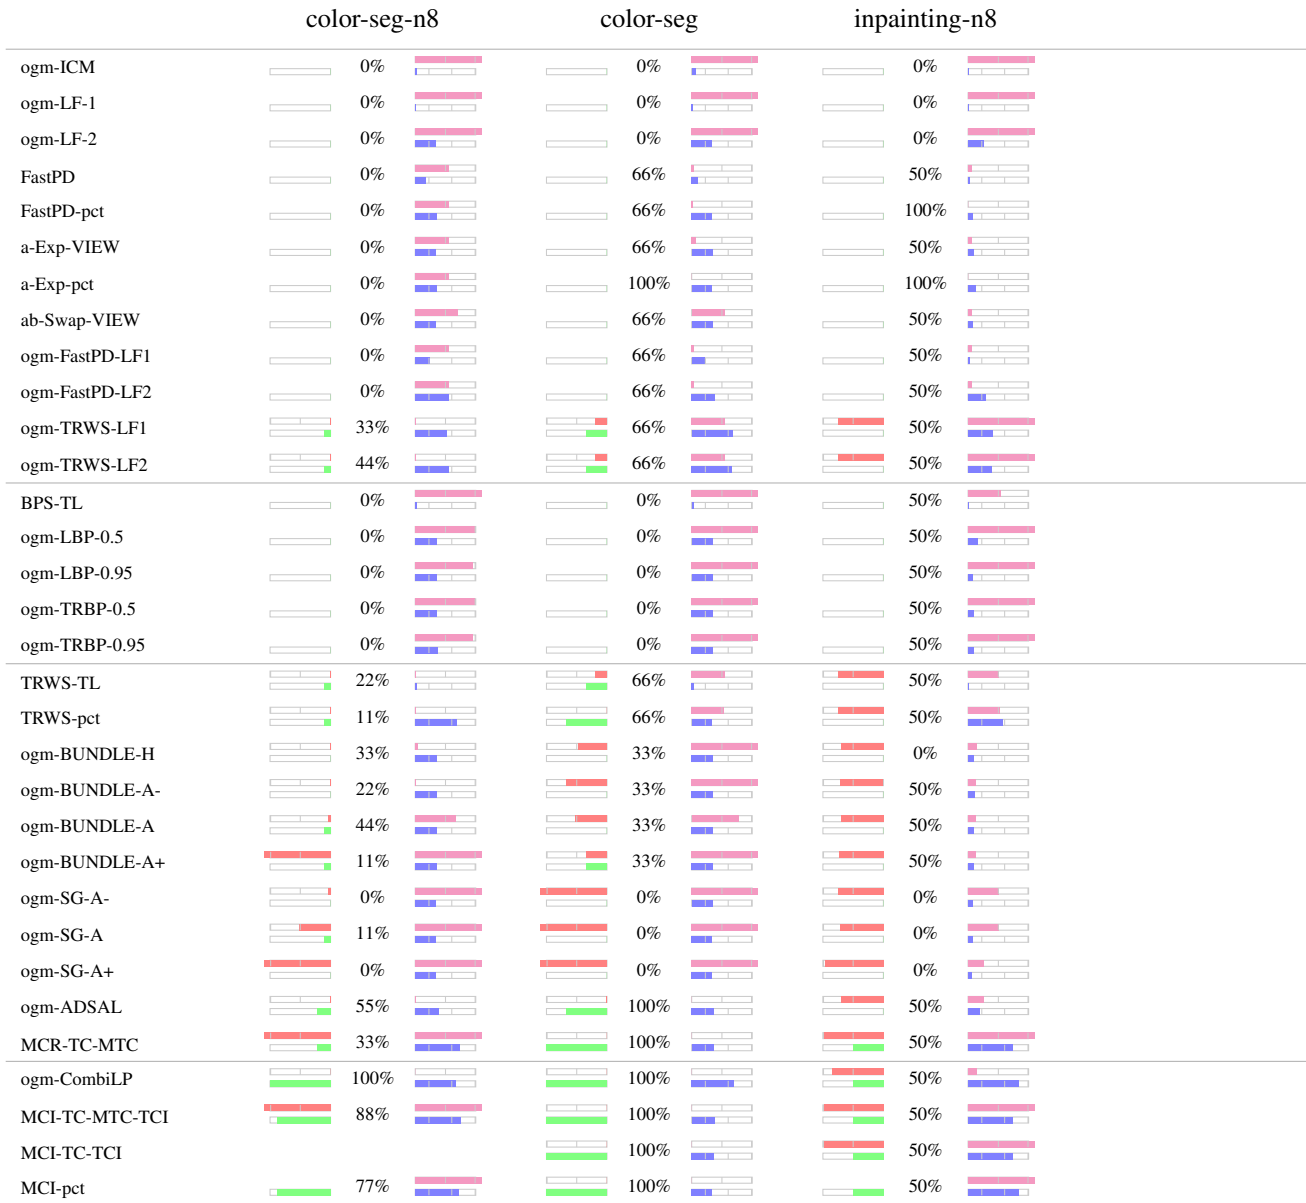 color-seg-n8 color-seg inpainting-n8
ogm-ICM 0% 0% 0%
ogm-LF-1 0% 0% 0%
ogm-LF-2 0% 0% 0%
FastPD 0% 66% 50%
FastPD-pct 0% 66% 100%
a-Exp-VIEW 0% 66% 50%
a-Exp-pct 0% 100% 100%
ab-Swap-VIEW 0% 66% 50%
ogm-FastPD-LF1 0% 66% 50%
ogm-FastPD-LF2 0% 66% 50%
ogm-TRWS-LF1 33% 66% 50%
ogm-TRWS-LF2 44% 66% 50%
BPS-TL 0% 0% 50%
ogm-LBP-0.5 0% 0% 50%
ogm-LBP-0.95 0% 0% 50%
ogm-TRBP-0.5 0% 0% 50%
ogm-TRBP-0.95 0% 0% 50%
TRWS-TL 22% 66% 50%
TRWS-pct 11% 66% 50%
ogm-BUNDLE-H 33% 33% 0%
ogm-BUNDLE-A- 22% 33% 50%
ogm-BUNDLE-A 44% 33% 50%
ogm-BUNDLE-A+ 11% 33% 50%
ogm-SG-A- 0% 0% 0%
ogm-SG-A 11% 0% 0%
ogm-SG-A+ 0% 0% 0%
ogm-ADSAL 55% 100% 50%
MCR-TC-MTC 33% 100% 50%
ogm-CombiLP 100% 100% 50%
MCI-TC-MTC-TCI 88% 100% 50%
MCI-TC-TCI 100% 50%
MCI-pct 77% 100% 50%